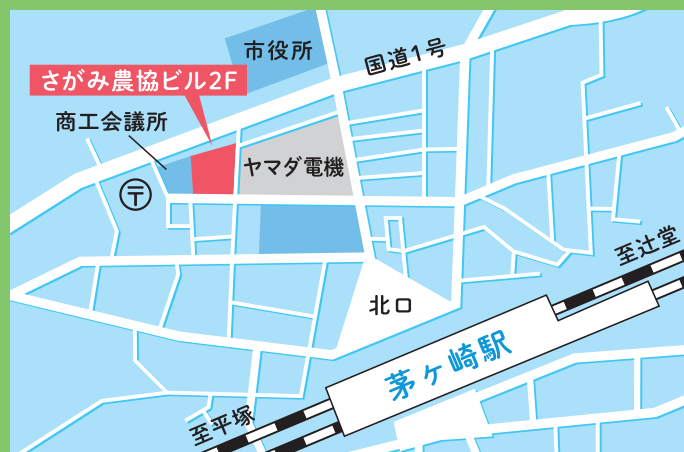 市役所
国道1号
さがみ農協ビル2F
商工会議所
ヤマダ電機
〒
至辻堂
北口
茅ヶ崎駅
至平塚